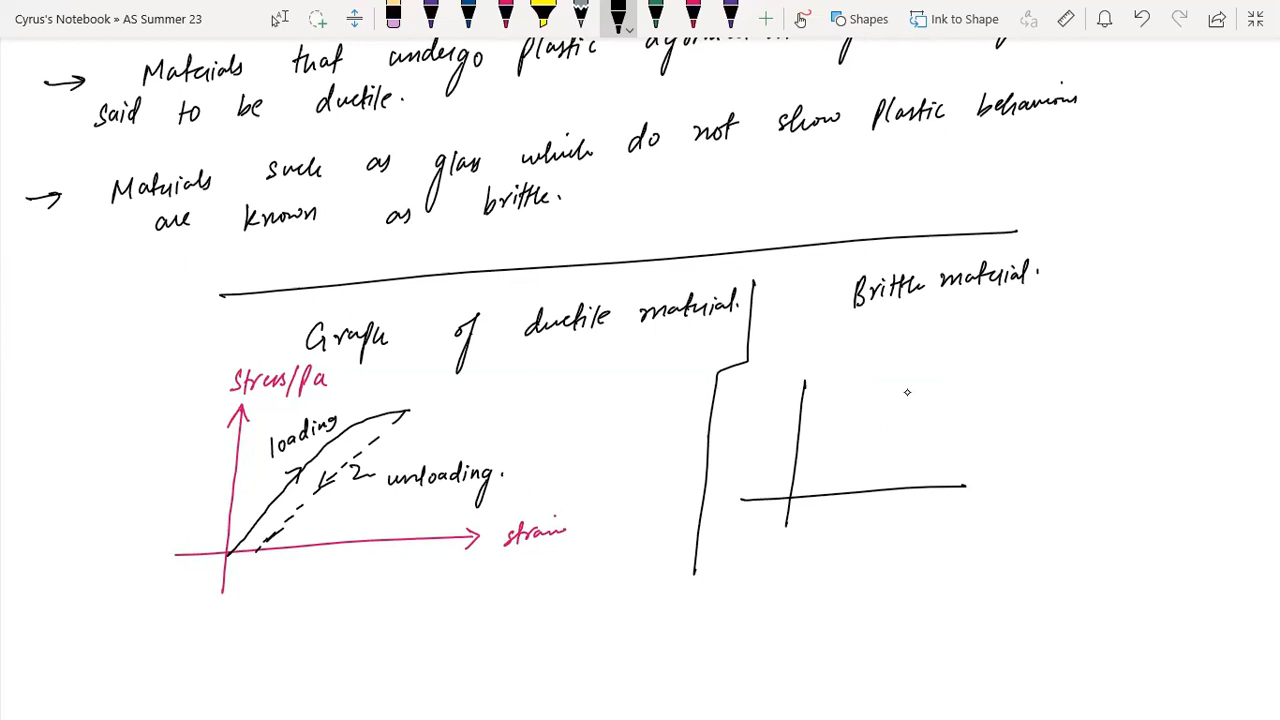 Cyrus's Notebook » AS Summer 23
Shapes
Ink to Shape
→ Materials that undergo plastic
said to be ductile.
→ Materials such as glass which do not show plastic behaviour
are known as brittle.
Graph of ductile material.
Brittle material.
stress/Pa
loading
unloading.
strain